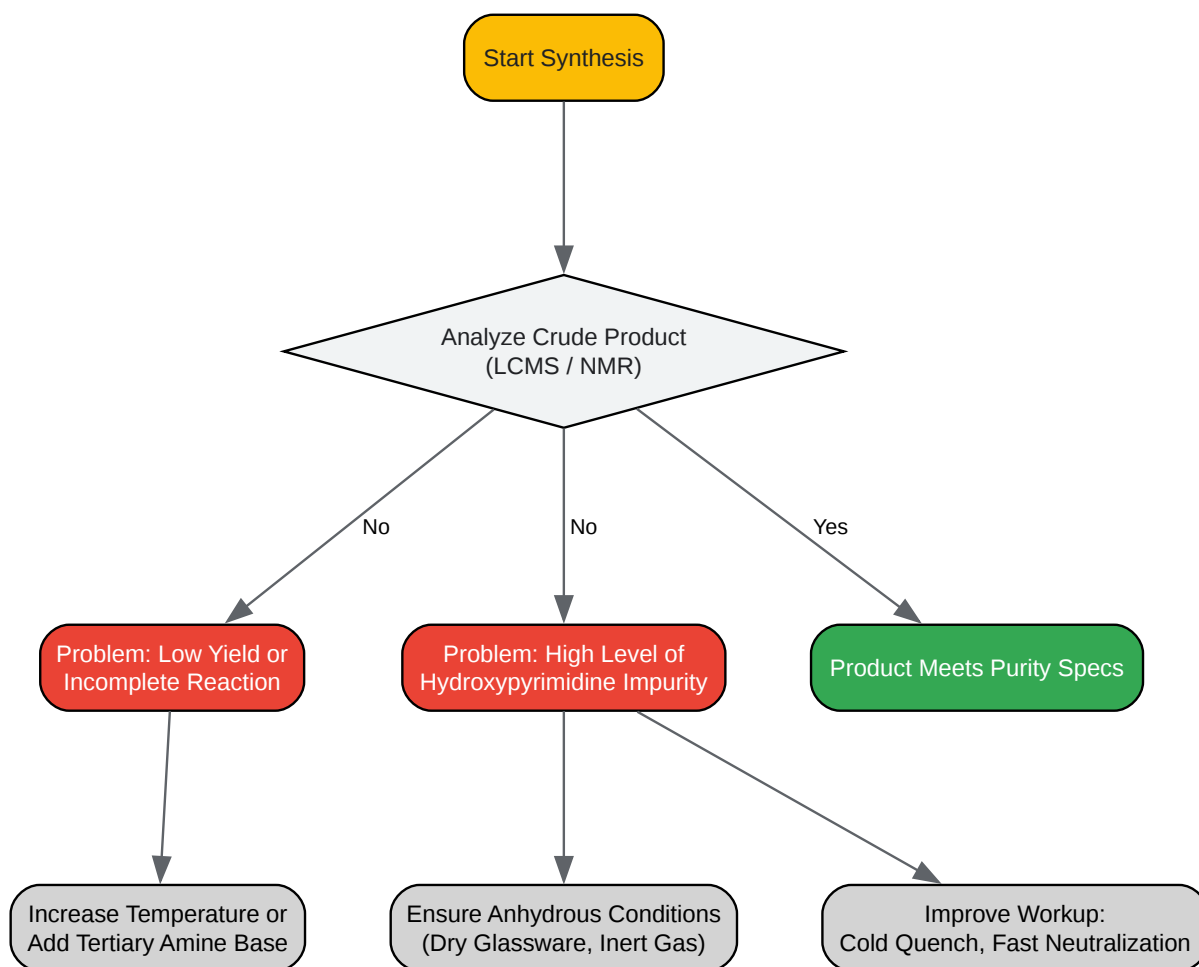 Start Synthesis
Analyze Crude Product
(LCMS / NMR)
No
No
Yes
Problem: Low Yield or
Incomplete Reaction
Problem: High Level of
Hydroxypyrimidine Impurity
Product Meets Purity Specs
Increase Temperature or
Add Tertiary Amine Base
Ensure Anhydrous Conditions
(Dry Glassware, Inert Gas)
Improve Workup:
Cold Quench, Fast Neutralization